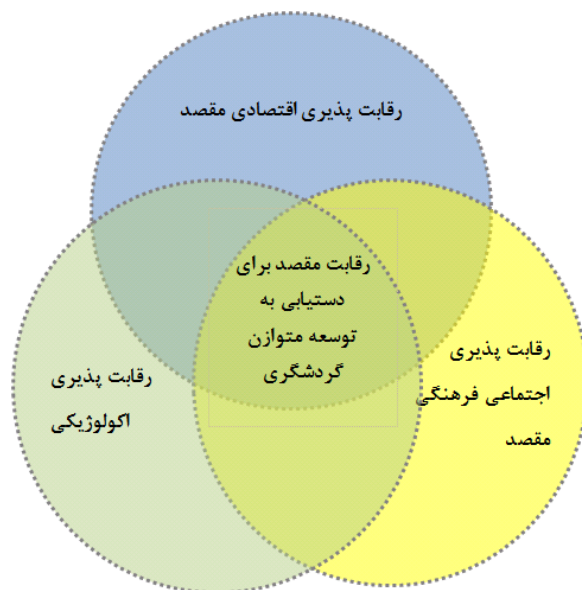 رقابت پذیری اقتصادی مقصد
رقابت مقصد برای
دستیابی به
توسعه متوازن
گردشگری
رقابت پذیری
اجتماعی فرهنگی
مقصد
رقابت پذیری
اکولوژیکی